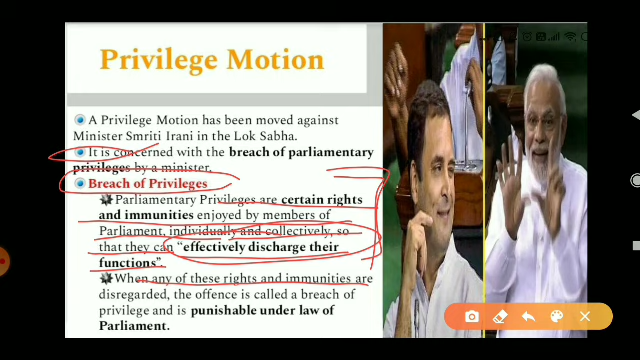 Privilege Motion
A Privilege Motion has been moved against
Minister Smriti Irani in the Lok Sabha.
It is concerned with the breach of parliamentary
privileges by a minister.
Breach of Privileges
Parliamentary Privileges are certain rights
and immunities enjoyed by members of
Parliament, individually and collectively, so
that they can "effectively discharge their
functions".
When any of these rights and immunities are
disregarded, the offence is called a breach of
privilege and is punishable under law of
Parliament.